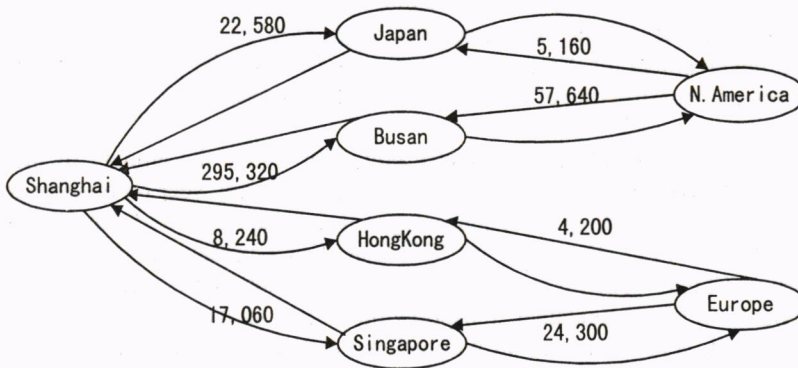 22,580
Japan
5,160
N.America
57,640
Busan
295,320
Shanghai
8,240
HongKong
4,200
17,060
Singapore
24,300
Europe